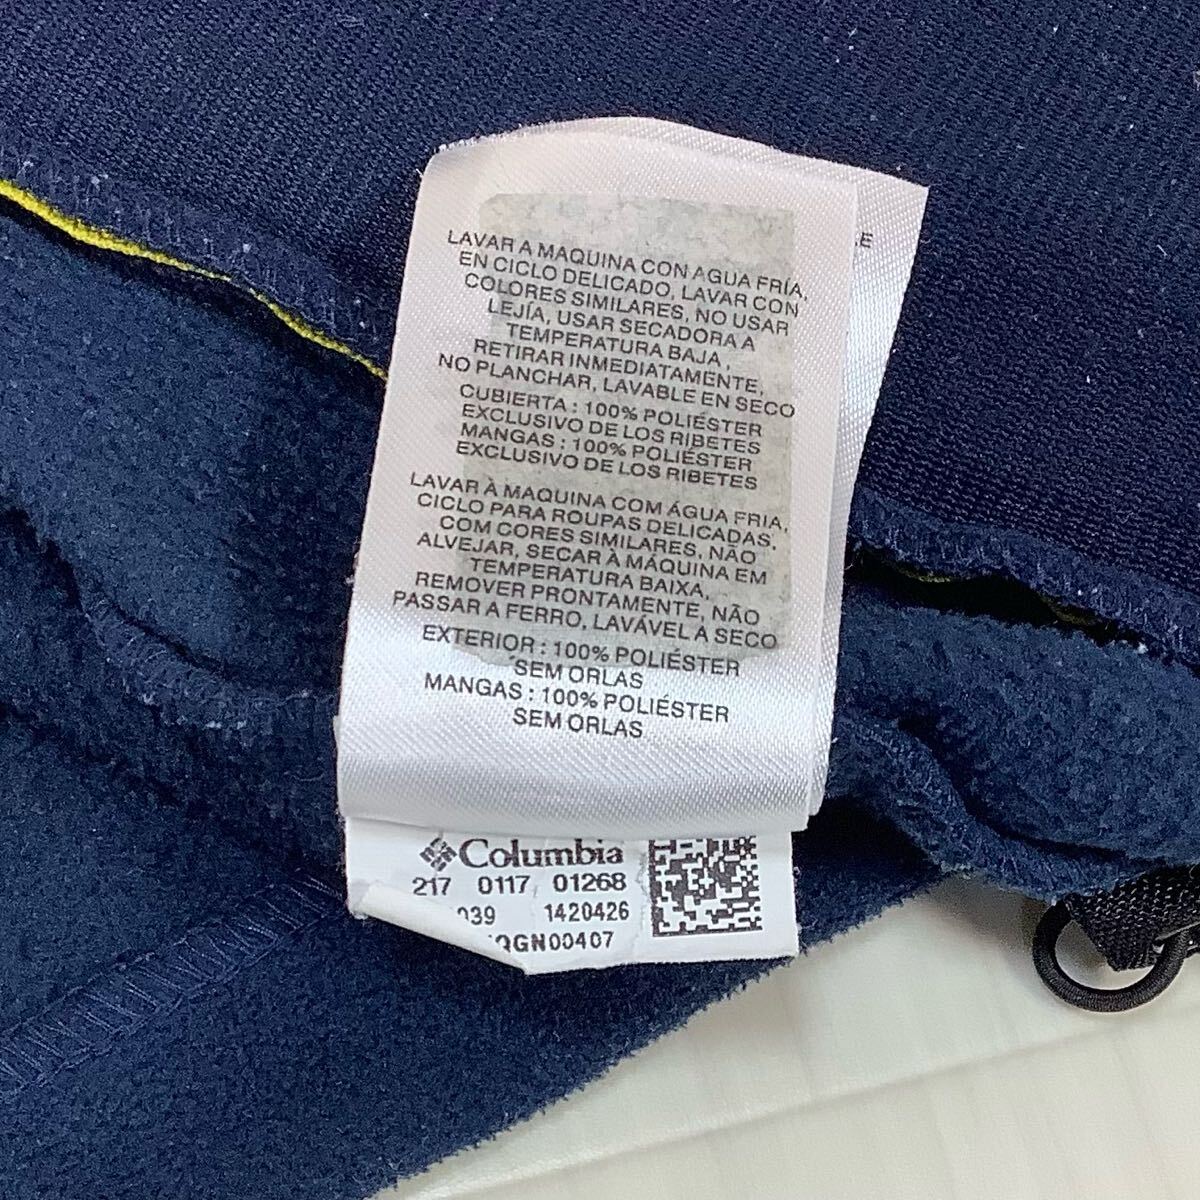 LAVAR A MAQUINA CON AGUA FRÍA,
EN CICLO DELICADO, LAVAR CON
COLORES SIMILARES, NO USAR
LEJÍA, USAR SECADORA A
TEMPERATURA BAJA,
RETIRAR INMEDIATAMENTE,
NO PLANCHAR, LAVABLE EN SECO
CUBIERTA : 100% POLIÉSTER
EXCLUSIVO DE LOS RIBETES
MANGAS : 100% POLIÉSTER
EXCLUSIVO DE LOS RIBETES
LAVAR À MAQUINA COM ÁGUA FRIA,
CICLO PARA ROUPAS DELICADAS,
COM CORES SIMILARES, NÃO
ALVEJAR, SECAR À MÁQUINA EM
TEMPERATURA BAIXA,
REMOVER PRONTAMENTE, NÃO
PASSAR A FERRO, LAVÁVEL A SECO
EXTERIOR : 100% POLIÉSTER
SEM ORLAS
MANGAS : 100% POLIÉSTER
SEM ORLAS
Columbia
217 0117 01268
039 1420426
QGN00407